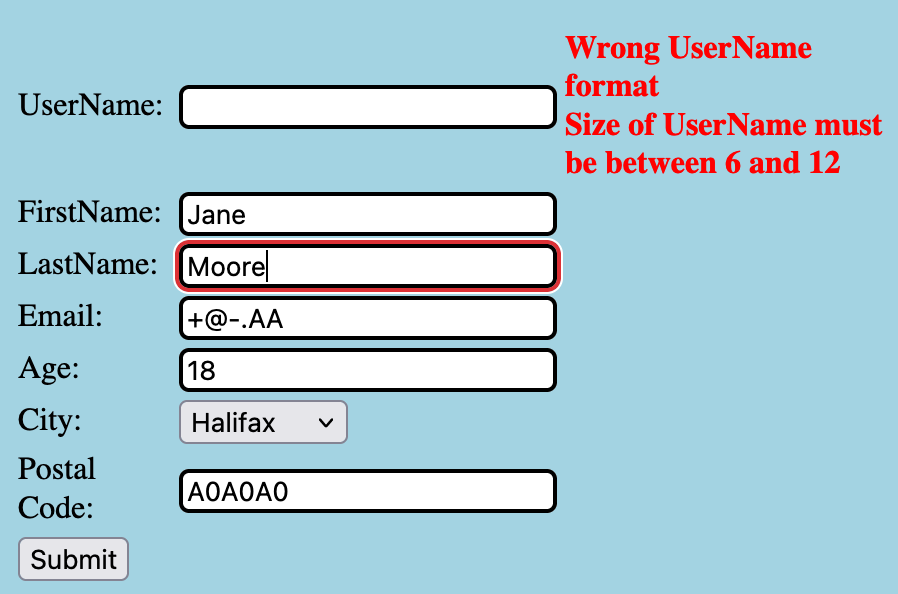 Wrong UserName
format
UserName:
Size of UserName must
be between 6 and 12
FirstName: Jane
LastName: Moore
Email: +@-.AA
Age: 18
City: Halifax
Postal
Code: A0A0A0
Submit